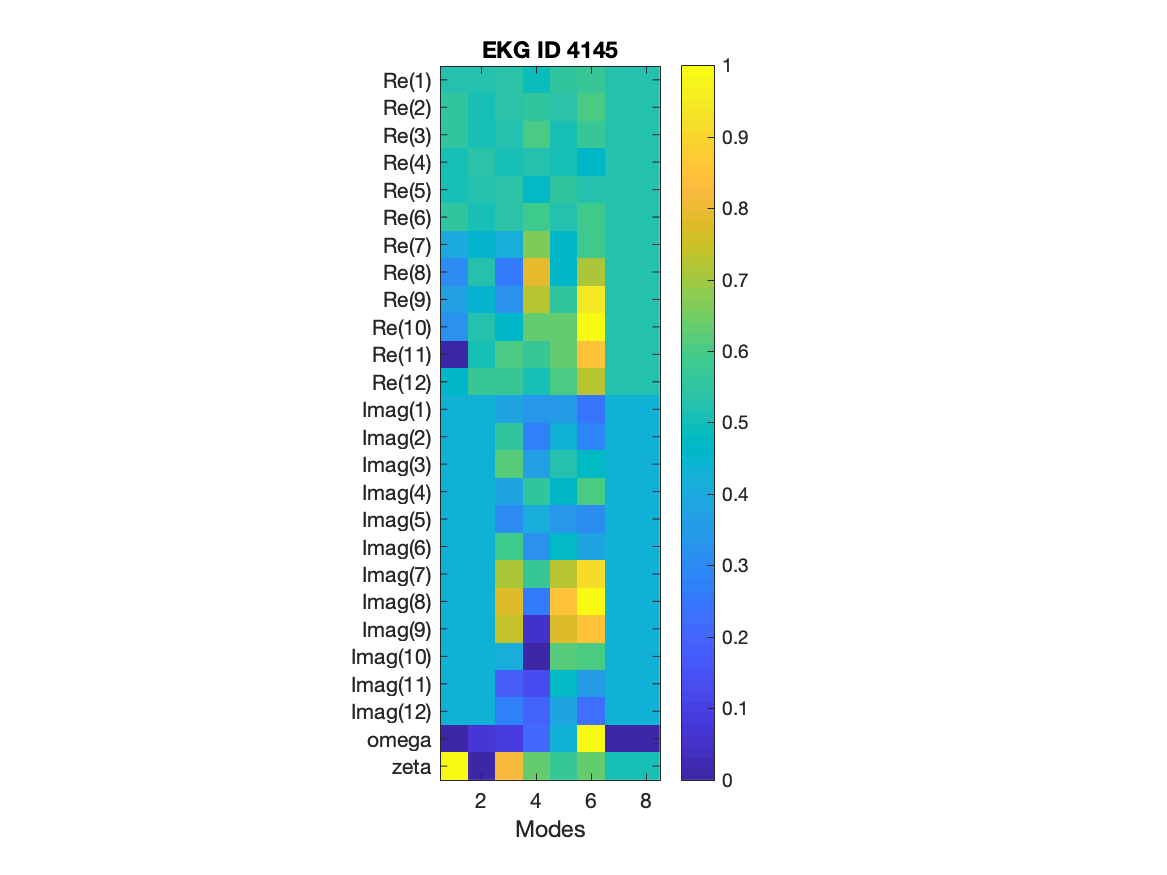 EKG ID 4145
Re(1)
Re(2)
Re(3)
Re(4)
Re(5)
Re(6)
Re(7)
Re(8)
Re(9)
Re(10)
Re(11)
Re(12)
Imag(1)
Imag(2)
Imag(3)
Imag(4)
Imag(5)
Imag(6)
Imag(7)
Imag(8)
Imag(9)
Imag(10)
Imag(11)
Imag(12)
omega
zeta
2 4 6 8
Modes
1
0.9
0.8
0.7
0.6
0.5
0.4
0.3
0.2
0.1
0